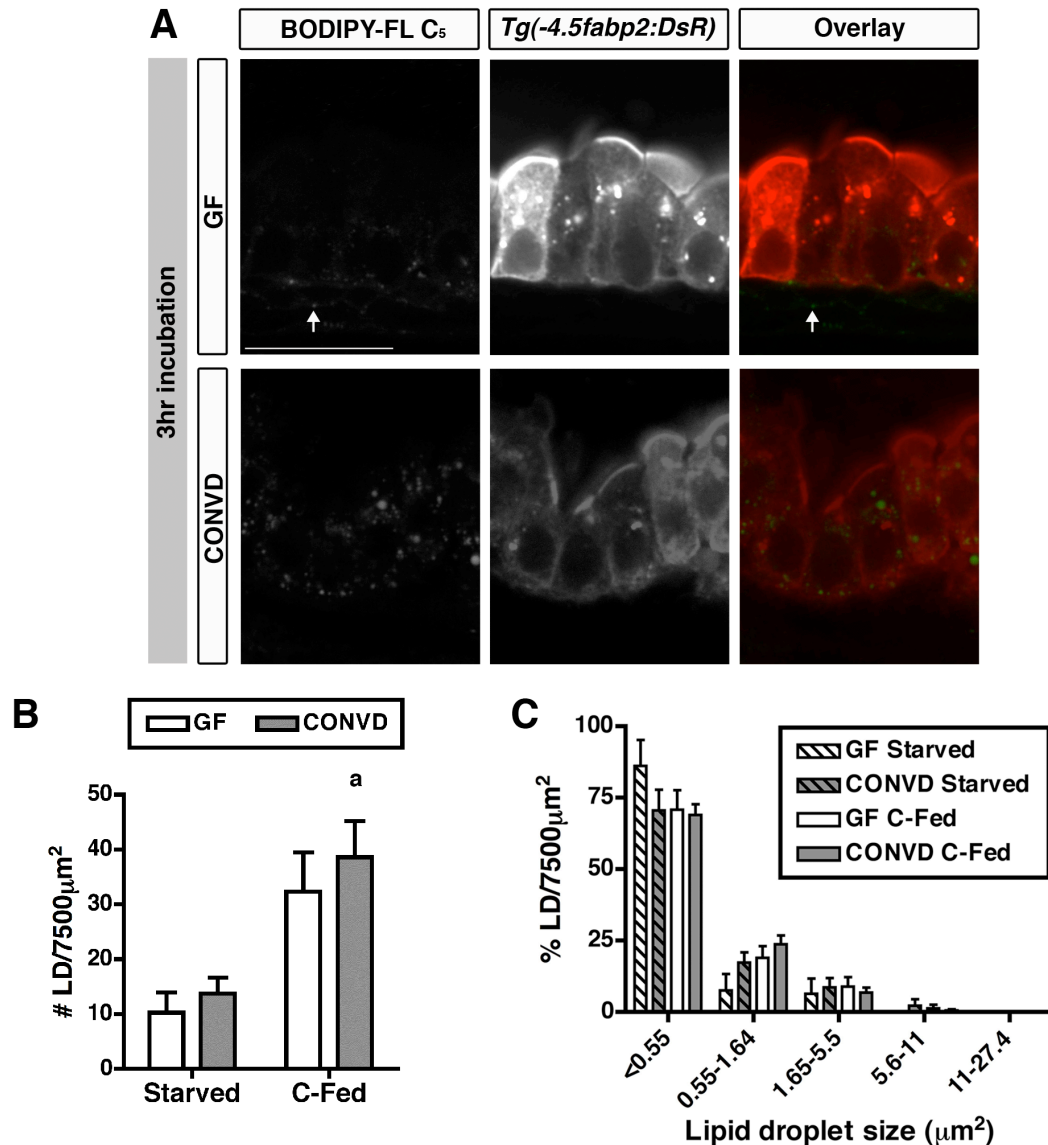 A
BODIPY-FL C₅
Tg(-4.5fabp2:DsR)
Overlay
3hr incubation
GF
CONVD
B
GF
CONVD
a
# LD/7500μm²
50
40
30
20
10
0
Starved
C-Fed
C
% LD/7500μm²
100
75
50
25
0
GF Starved
CONVD Starved
GF C-Fed
CONVD C-Fed
<0.55
0.55-1.64
1.65-5.5
5.6-11
11-27.4
Lipid droplet size (μm²)